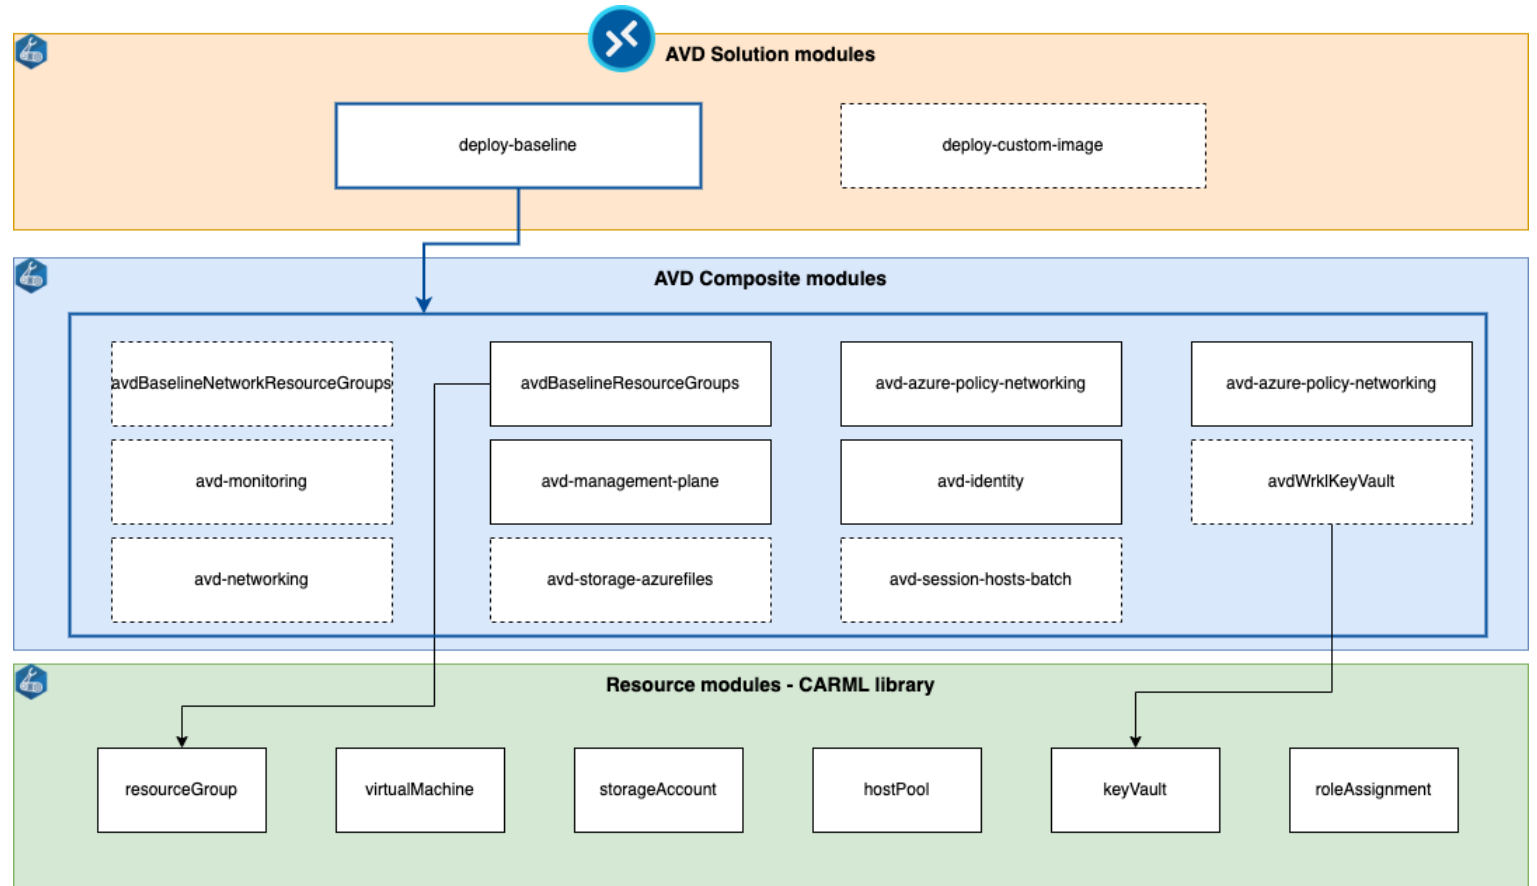 AVD Solution modules
deploy-baseline
deploy-custom-image
AVD Composite modules
avdBaselineNetworkResourceGroups
avdBaselineResourceGroups
avd-azure-policy-networking
avd-azure-policy-networking
avd-monitoring
avd-management-plane
avd-identity
avdWrklKeyVault
avd-networking
avd-storage-azurefiles
avd-session-hosts-batch
Resource modules - CARML library
resourceGroup
virtualMachine
storageAccount
hostPool
keyVault
roleAssignment